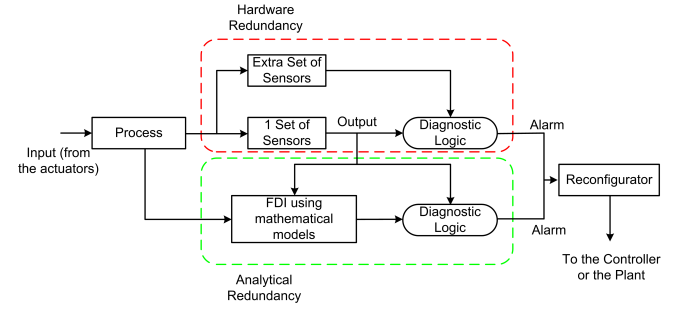 Hardware
Redundancy
Extra Set of
Sensors
Process
1 Set of
Sensors
Output
Diagnostic
Logic
Alarm
Input (from
the actuators)
Reconfigurator
FDI using
mathematical
models
Diagnostic
Logic
Alarm
To the Controller
or the Plant
Analytical
Redundancy